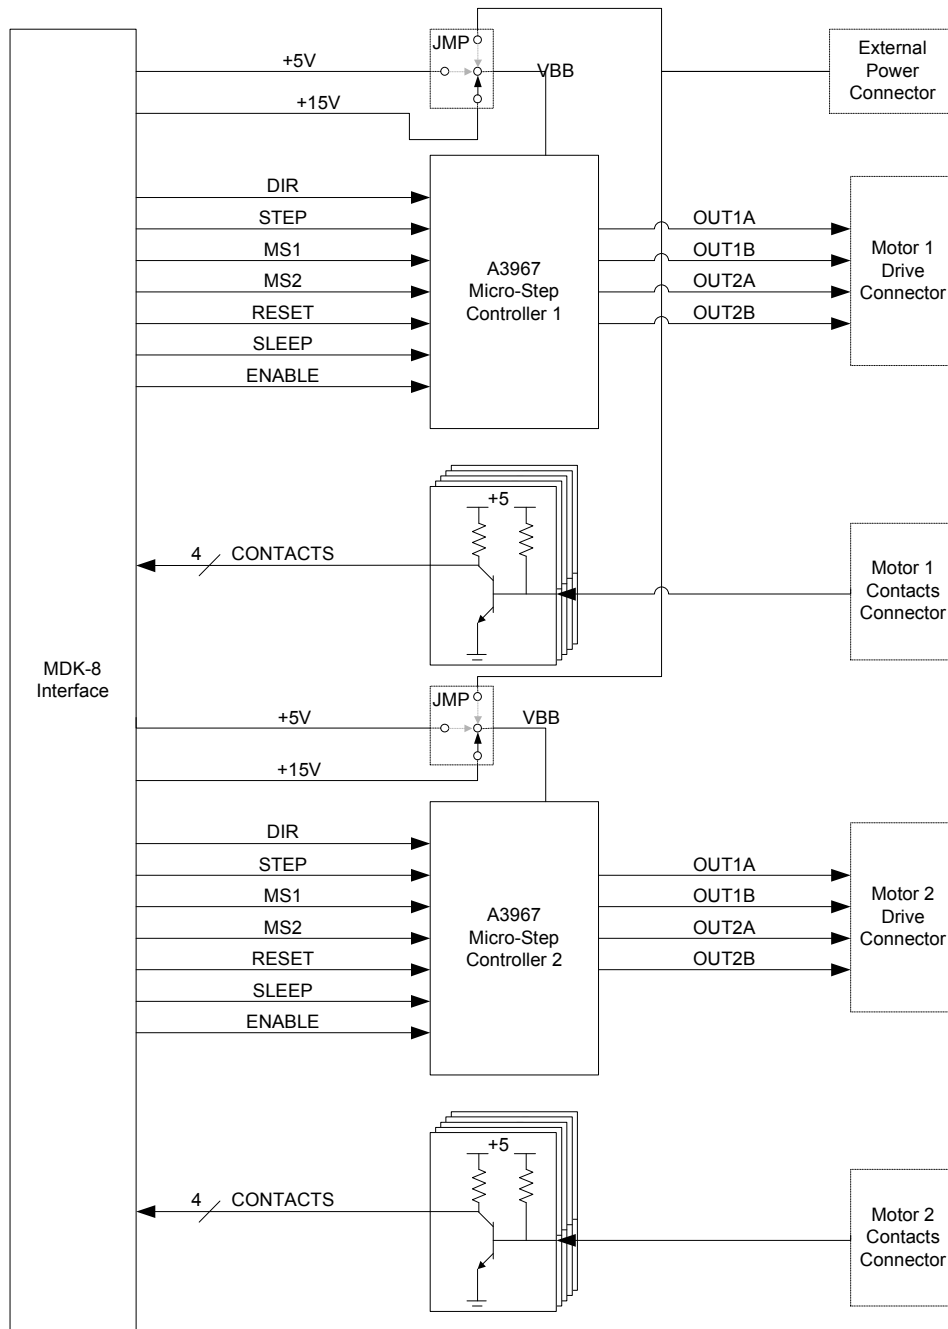 JMP
External
Power
Connector
+5V
VBB
+15V
DIR
STEP
MS1
MS2
RESET
SLEEP
ENABLE
A3967
Micro-Step
Controller 1
OUT1A
OUT1B
OUT2A
OUT2B
Motor 1
Drive
Connector
+5
4
CONTACTS
Motor 1
Contacts
Connector
MDK-8
Interface
JMP
+5V
VBB
+15V
DIR
STEP
MS1
MS2
RESET
SLEEP
ENABLE
A3967
Micro-Step
Controller 2
OUT1A
OUT1B
OUT2A
OUT2B
Motor 2
Drive
Connector
+5
4
CONTACTS
Motor 2
Contacts
Connector